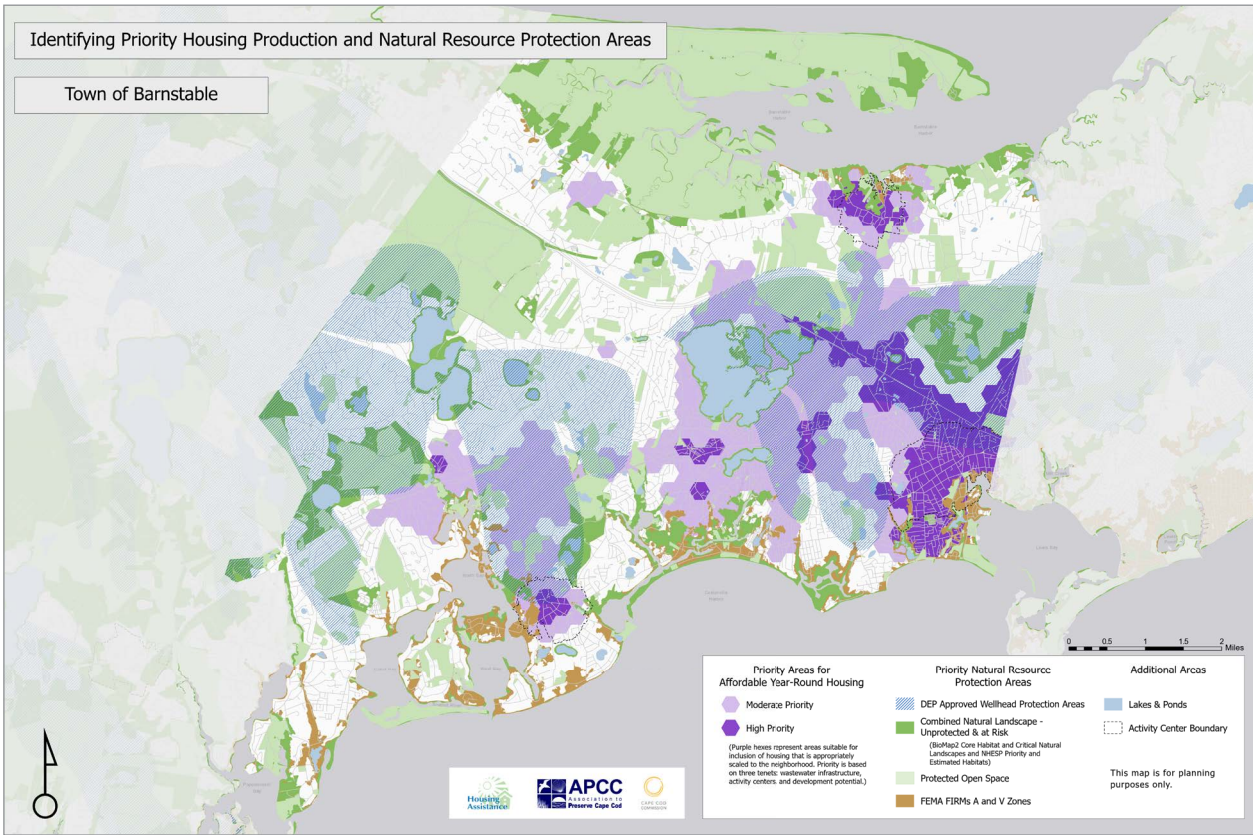 Identifying Priority Housing Production and Natural Resource Protection Areas
Town of Barnstable
0 0.5 1 1.5 2
Miles
Priority Areas for
Affordable Year-Round Housing
Moderate Priority
High Priority
(Purple hexes represent areas suitable for
inclusion of housing that is appropriately
scaled to the neighborhood. Priority is based
on three tenets: wastewater infrastructure,
activity centers and development potential.)
Priority Natural Resource
Protection Areas
DEP Approved Wellhead Protection Areas
Combined Natural Landscape -
Unprotected & at Risk
(BioMap2 Core Habitat and Critical Natural
Landscapes and NHESP Priority and
Estimated Habitats)
Protected Open Space
FEMA FIRMs A and V Zones
Additional Areas
Lakes & Ponds
Activity Center Boundary
This map is for planning
purposes only.
Housing
Assistance
APCC
Association to
Preserve Cape Cod
CAPE COD
COMMISSION